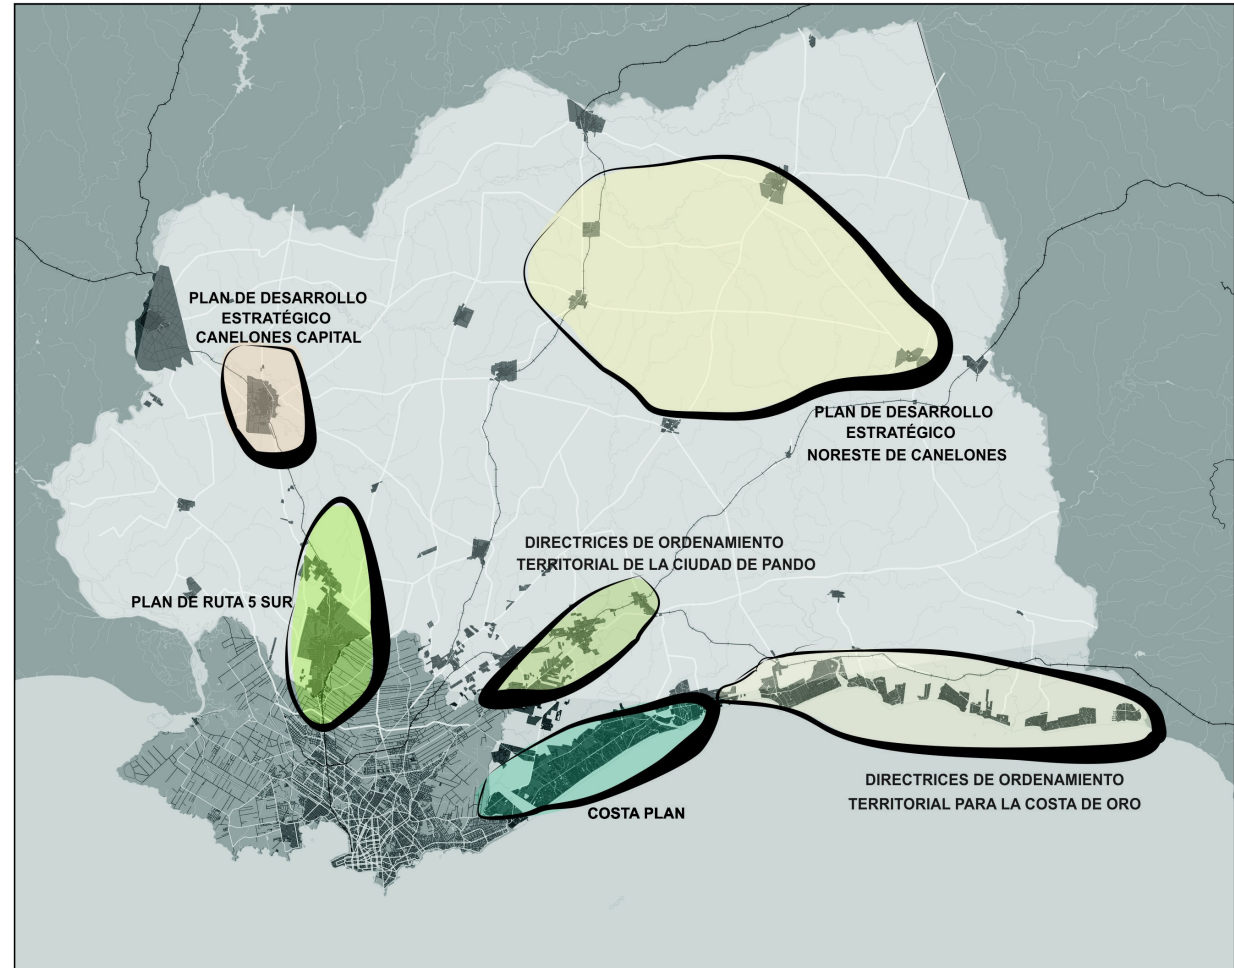 PLAN DE DESARROLLO
ESTRATÉGICO
CANELONES CAPITAL
PLAN DE DESARROLLO
ESTRATÉGICO
NORESTE DE CANELONES
DIRECTRICES DE ORDENAMIENTO
TERRITORIAL DE LA CIUDAD DE PANDO
PLAN DE RUTA 5 SUR
DIRECTRICES DE ORDENAMIENTO
TERRITORIAL PARA LA COSTA DE ORO
COSTA PLAN